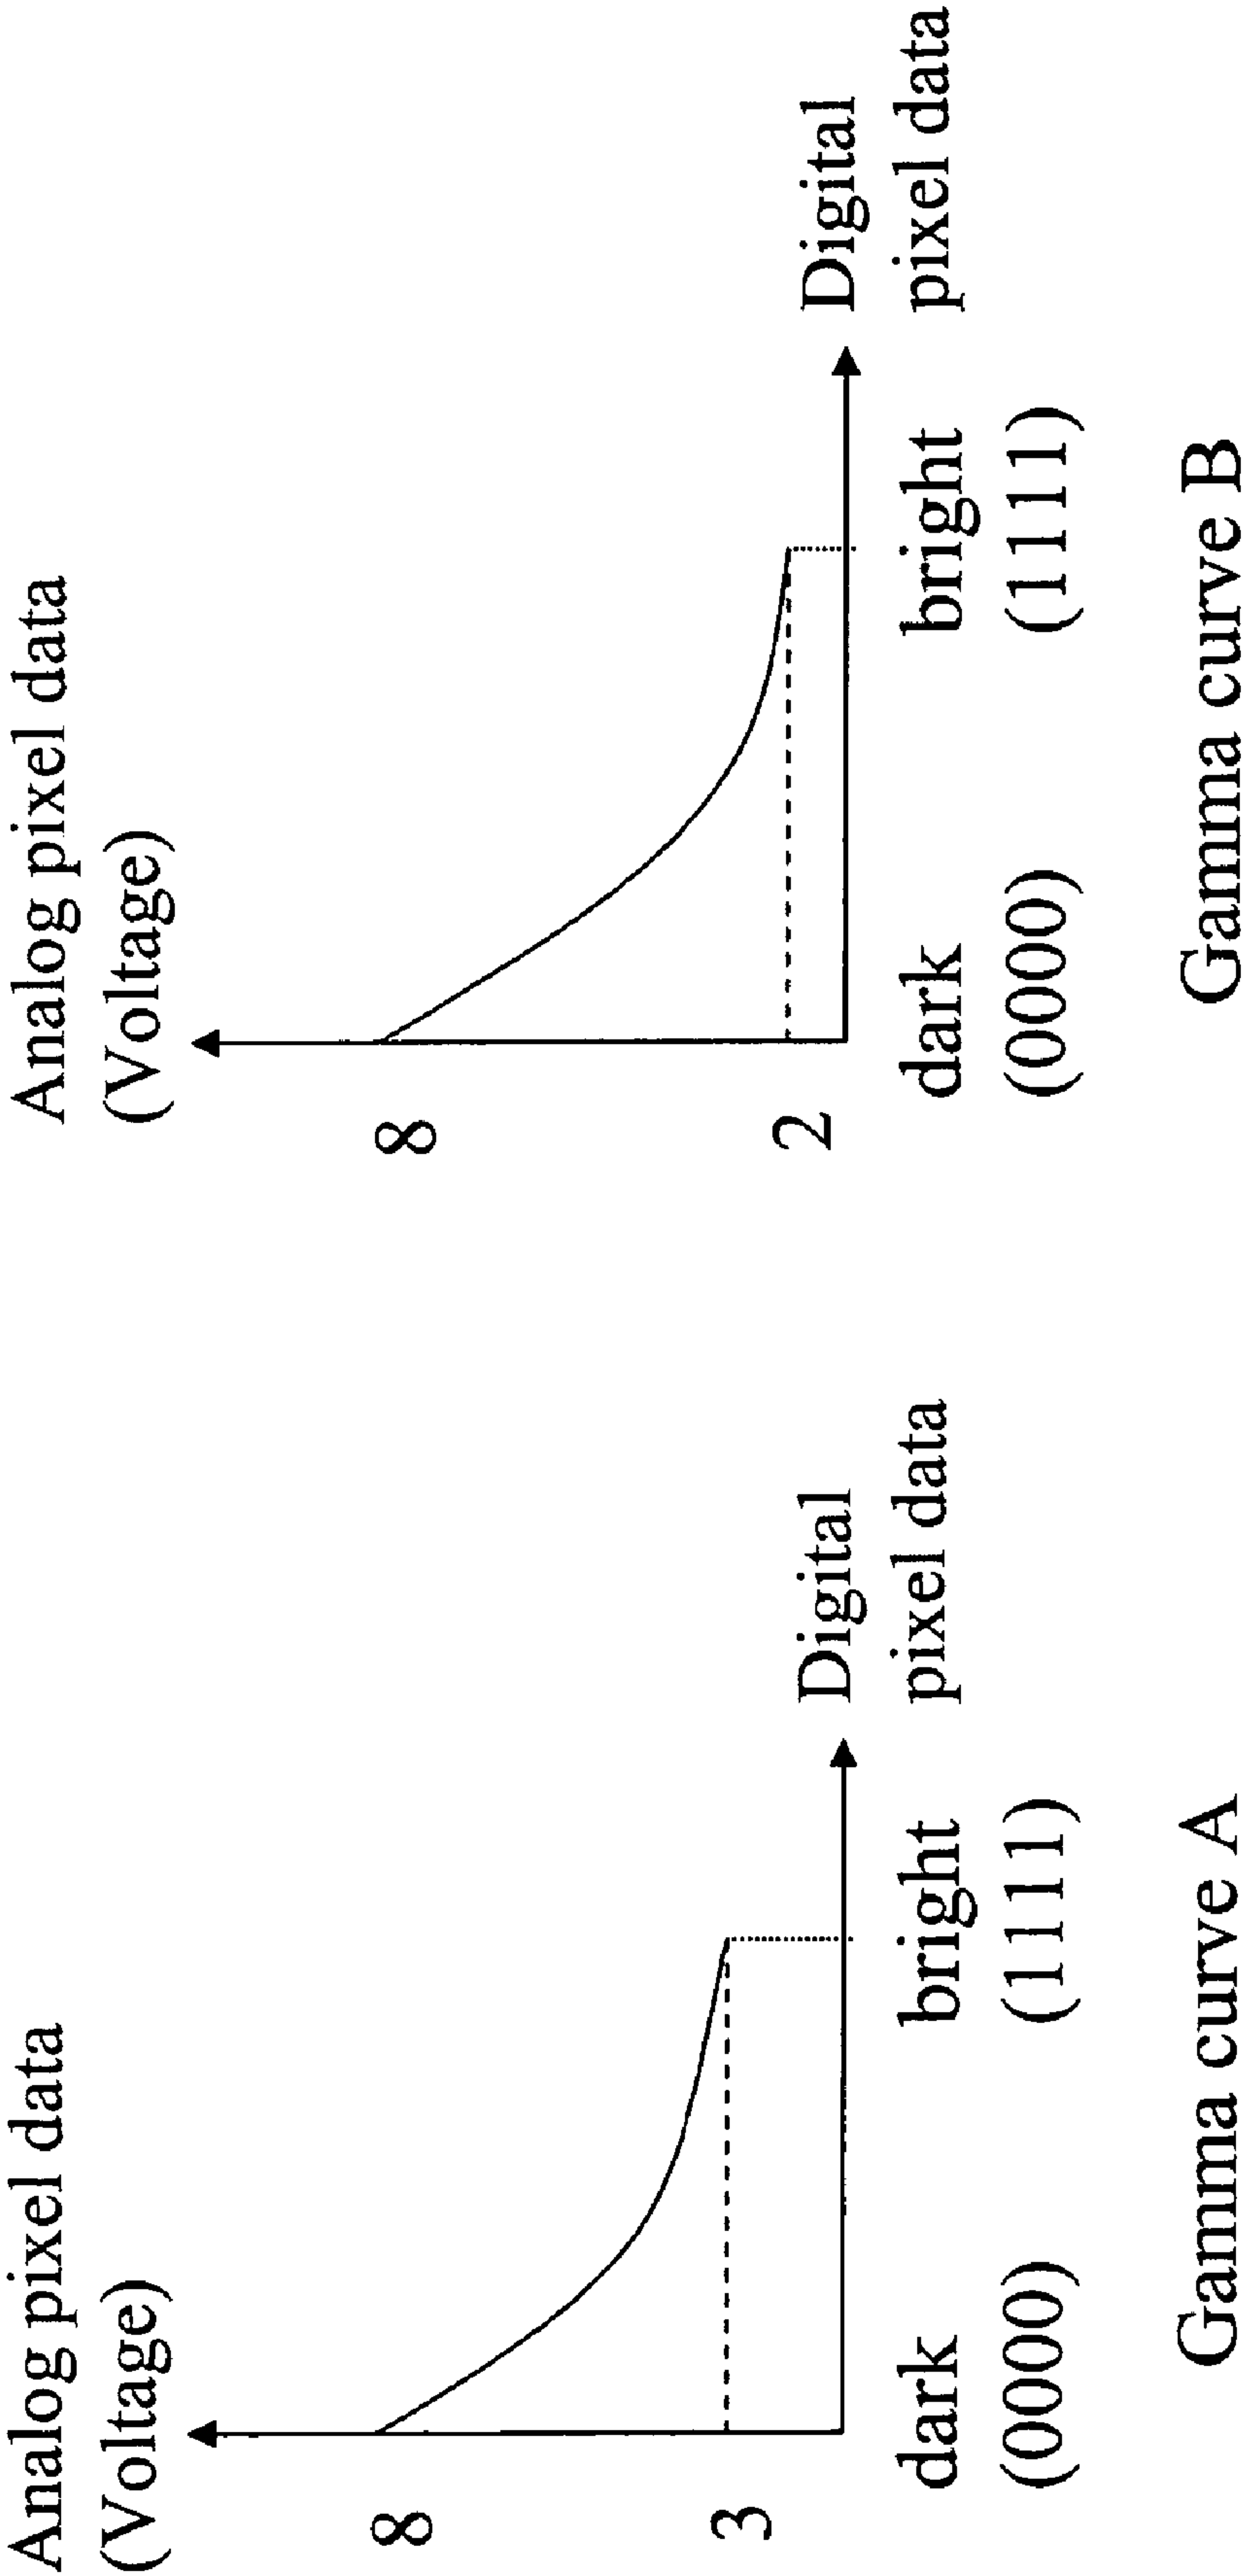 Analog pixel data
(Voltage)
8
3
Digital
pixel data
dark
(0000)
bright
(1111)
Gamma curve A
Analog pixel data
(Voltage)
8
2
Digital
pixel data
dark
(0000)
bright
(1111)
Gamma curve B